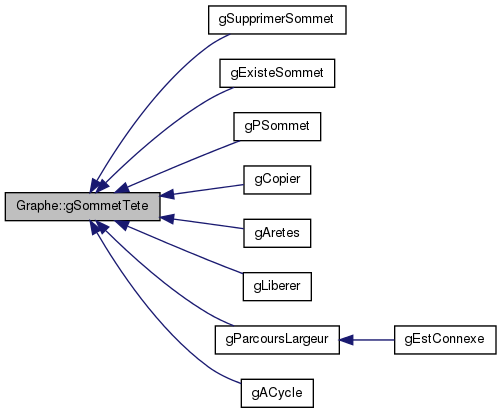 gSupprimerSommet
gExisteSommet
gPSommet
gCopier
Graphe::gSommetTete
gAretes
gLiberer
gParcoursLargeur
gEstConnexe
gACycle